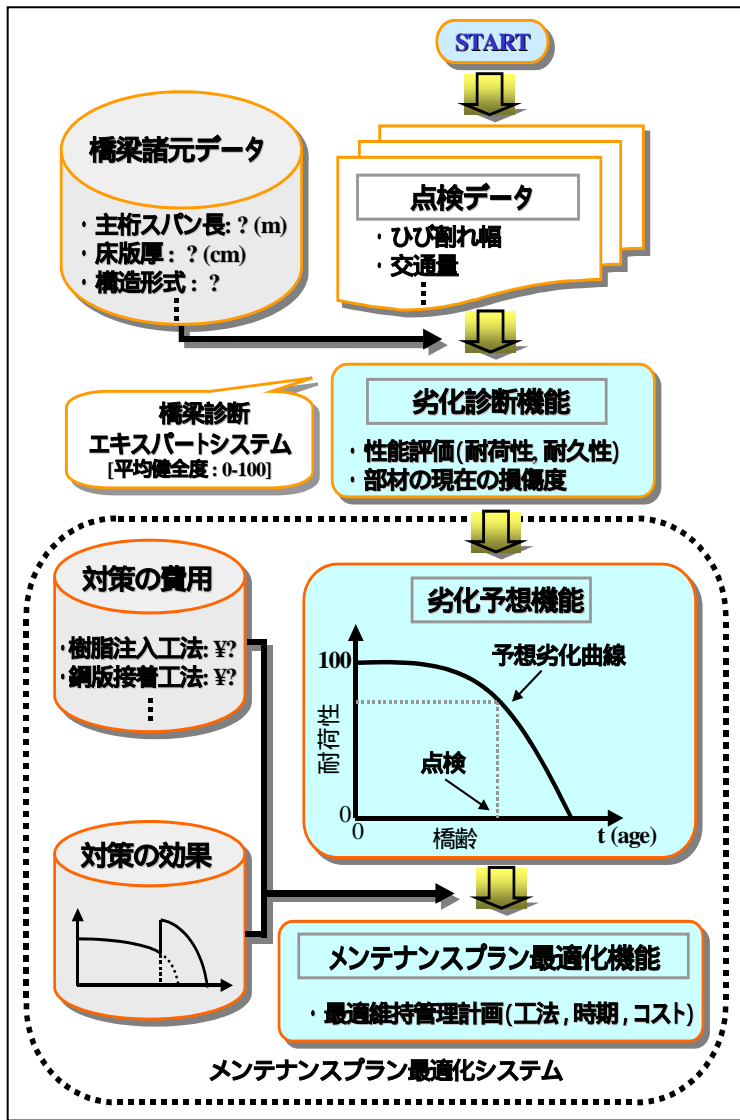 START
橋梁諸元データ
・主桁スパン長: ? (m)
・床版厚 : ? (cm)
・構造形式 : ?
点検データ
・ひび割れ幅
・交通量
橋梁診断
エキスパートシステム
[平均健全度 : 0-100]
劣化診断機能
・性能評価(耐荷性, 耐久性)
・部材の現在の損傷度
対策の費用
・樹脂注入工法: ¥?
・鋼版接着工法: ¥?
劣化予想機能
100
予想劣化曲線
耐荷性
点検
0
0
橋齢
t (age)
対策の効果
メンテナンスプラン最適化機能
・最適維持管理計画(工法 , 時期 , コスト)
メンテナンスプラン最適化システム